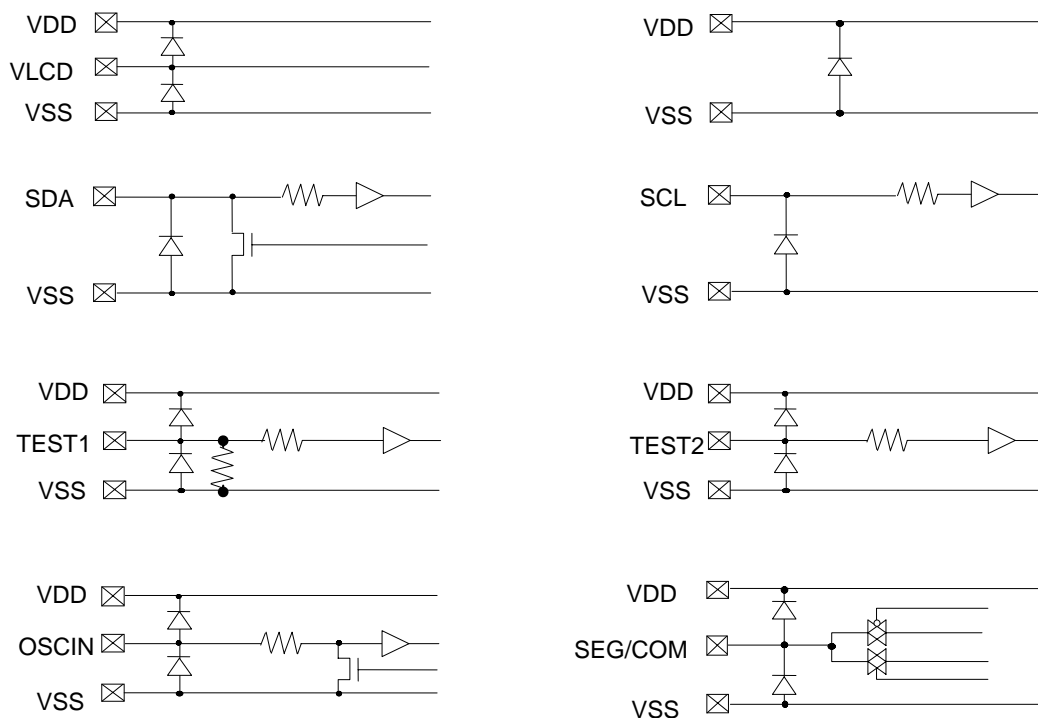 VDD
VLCD
VSS
VDD
VSS
SDA
VSS
SCL
VSS
VDD
TEST1
VSS
VDD
TEST2
VSS
VDD
OSCIN
VSS
VDD
SEG/COM
VSS